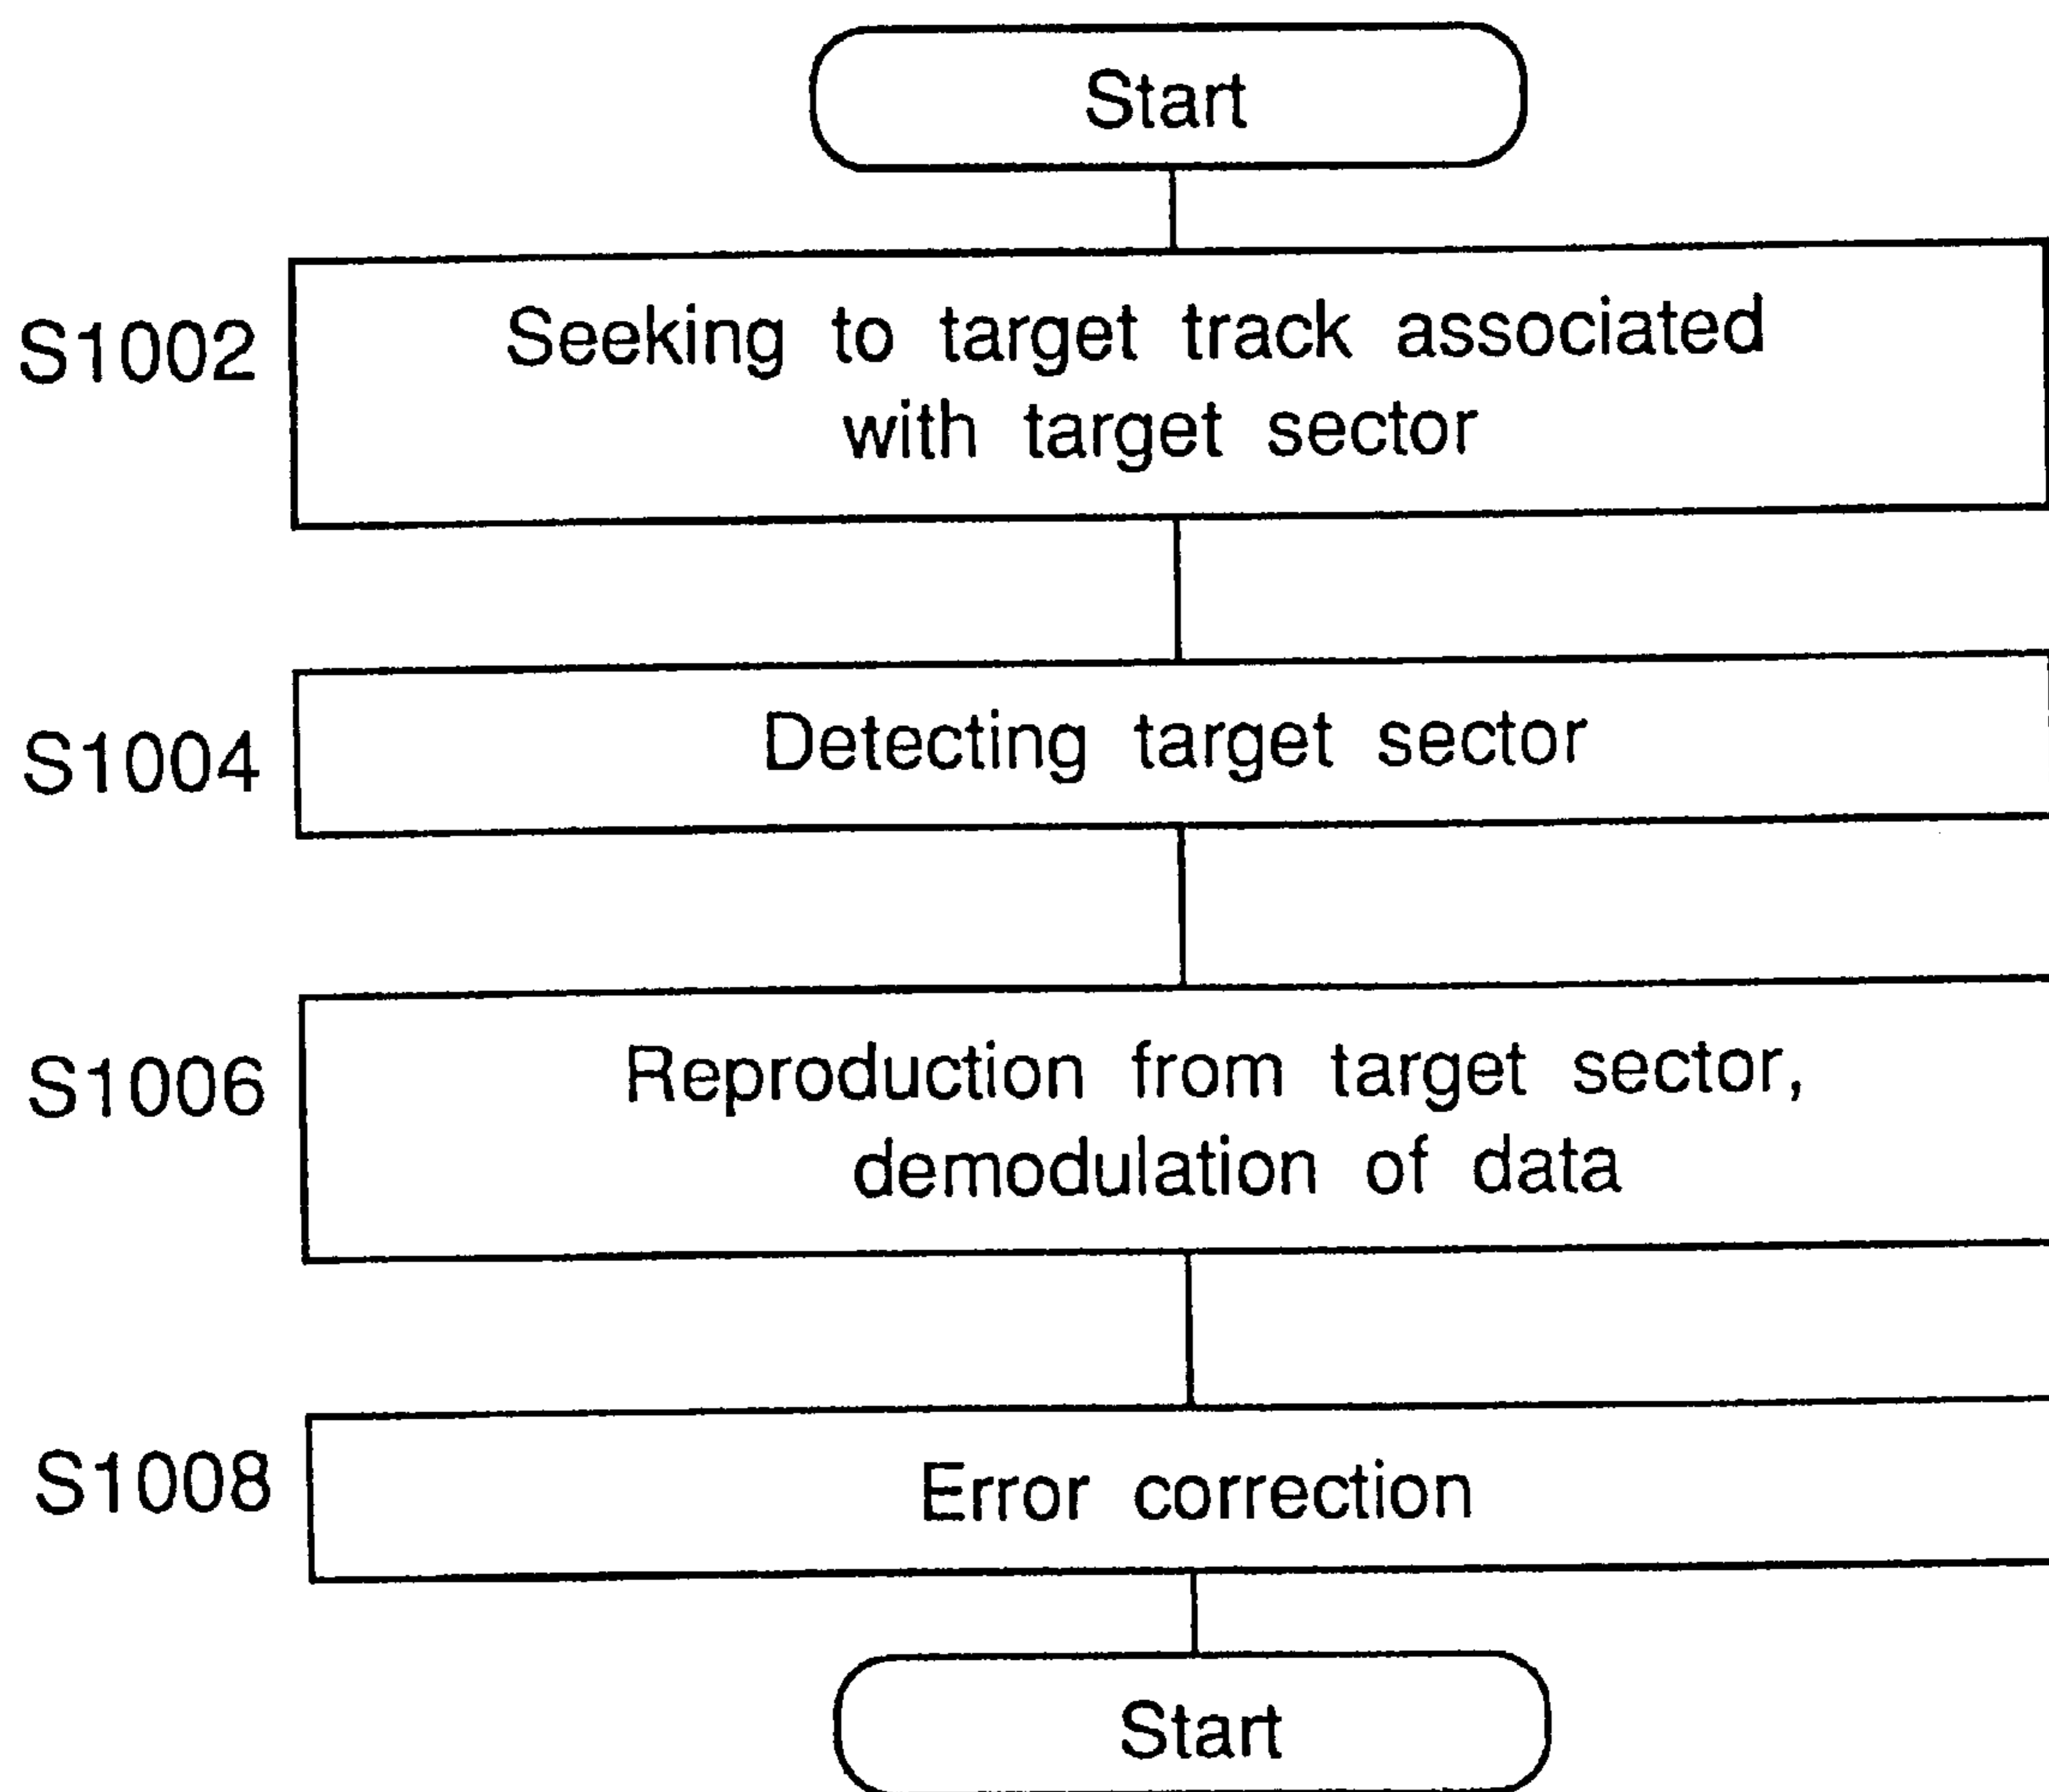 Start
S1002
Seeking to target track associated
with target sector
S1004
Detecting target sector
S1006
Reproduction from target sector,
demodulation of data
S1008
Error correction
Start